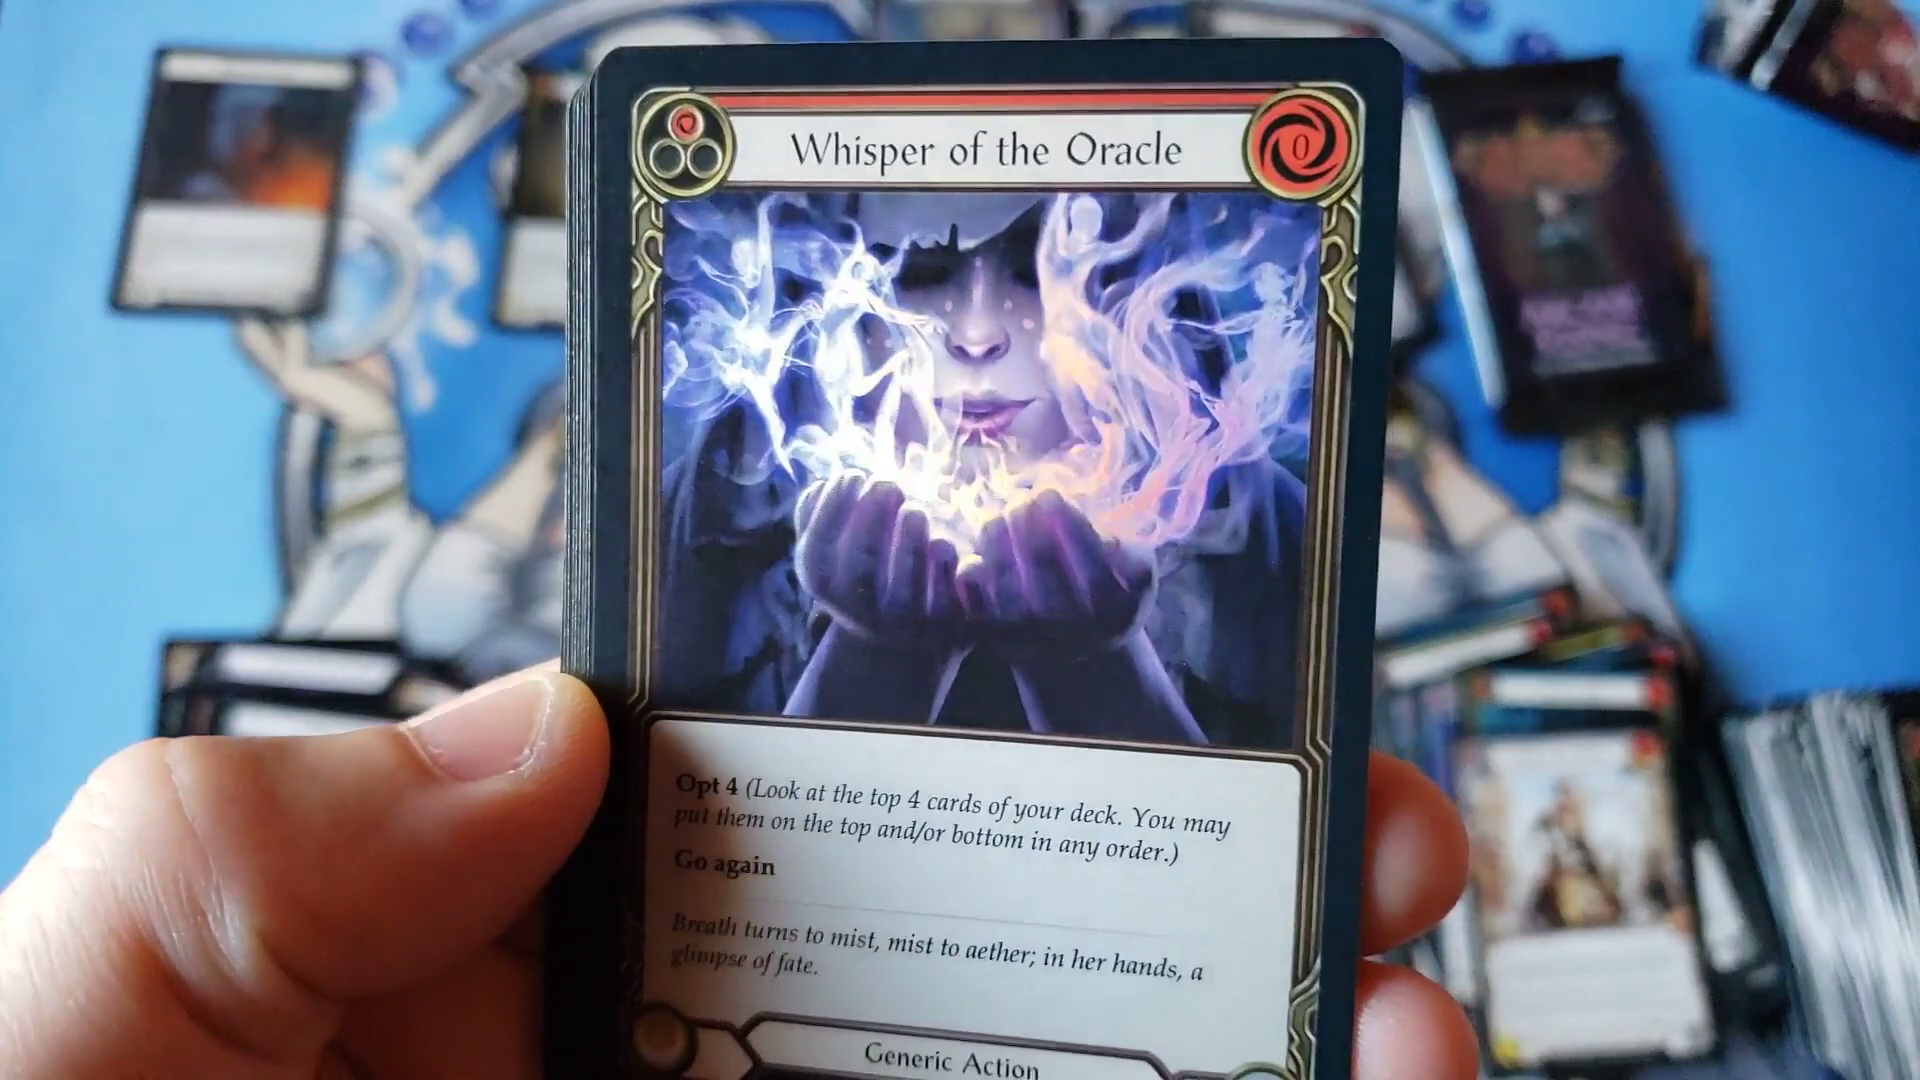 Whisper of the Oracle
0
Opt 4 (Look at the top 4 cards of your deck. You may
put them on the top and/or bottom in any order.)
Go again
Breath turns to mist, mist to aether; in her hands, a
glimpse of fate.
Generic Action